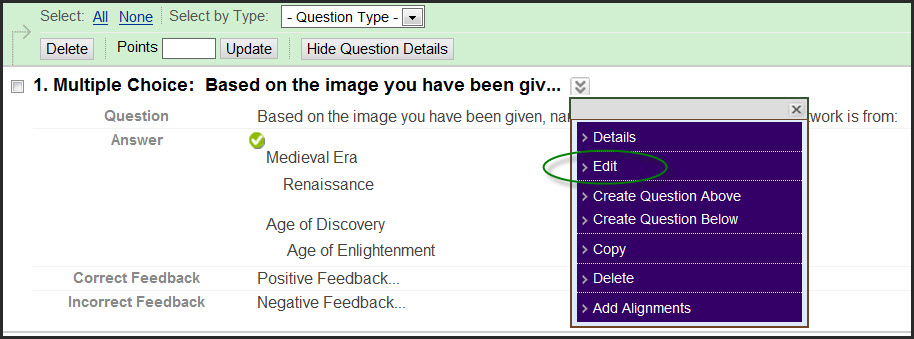 Select: All None Select by Type: - Question Type -
Delete Points Update Hide Question Details
1. Multiple Choice: Based on the image you have been giv...
Question Based on the image you have been given, nar work is from:
Answer
Medieval Era
Renaissance
Age of Discovery
Age of Enlightenment
Correct Feedback Positive Feedback...
Incorrect Feedback Negative Feedback...
Details
Edit
Create Question Above
Create Question Below
Copy
Delete
Add Alignments